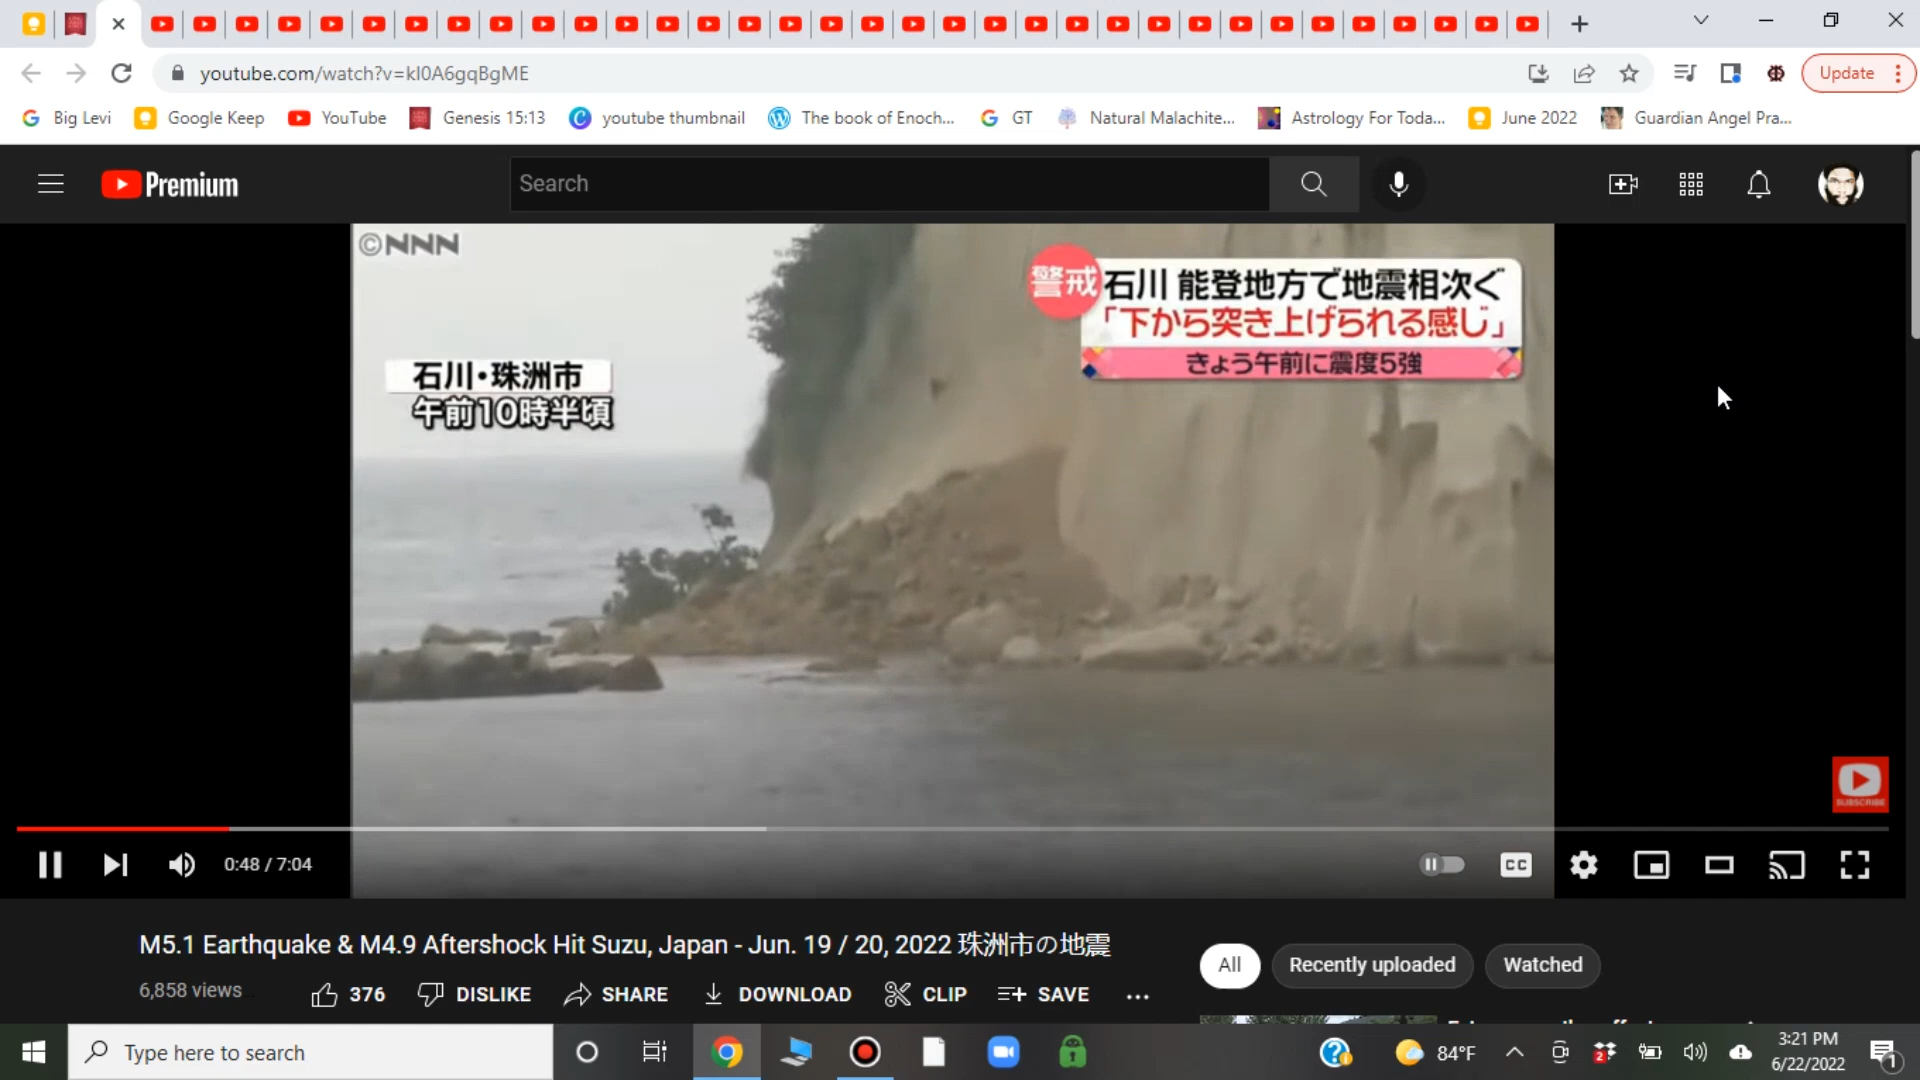 youtube.com/watch?v=kI0A6gqBgME
Update
Big Levi
Google Keep
YouTube
Genesis 15:13
youtube thumbnail
The book of Enoch...
GT
Natural Malachite...
Astrology For Toda...
June 2022
Guardian Angel Pra...
Premium
Search
©NNN
警戒
石川 能登地方で地震相次ぐ
「下から突き上げられる感じ」
きょう午前に震度5強
石川・珠洲市
午前10時半頃
SUBSCRIBE
0:48 / 7:04
CC
M5.1 Earthquake & M4.9 Aftershock Hit Suzu, Japan - Jun. 19 / 20, 2022 珠洲市の地震
6,858 views
376
DISLIKE
SHARE
DOWNLOAD
CLIP
SAVE
All
Recently uploaded
Watched
Type here to search
84°F
3:21 PM
6/22/2022